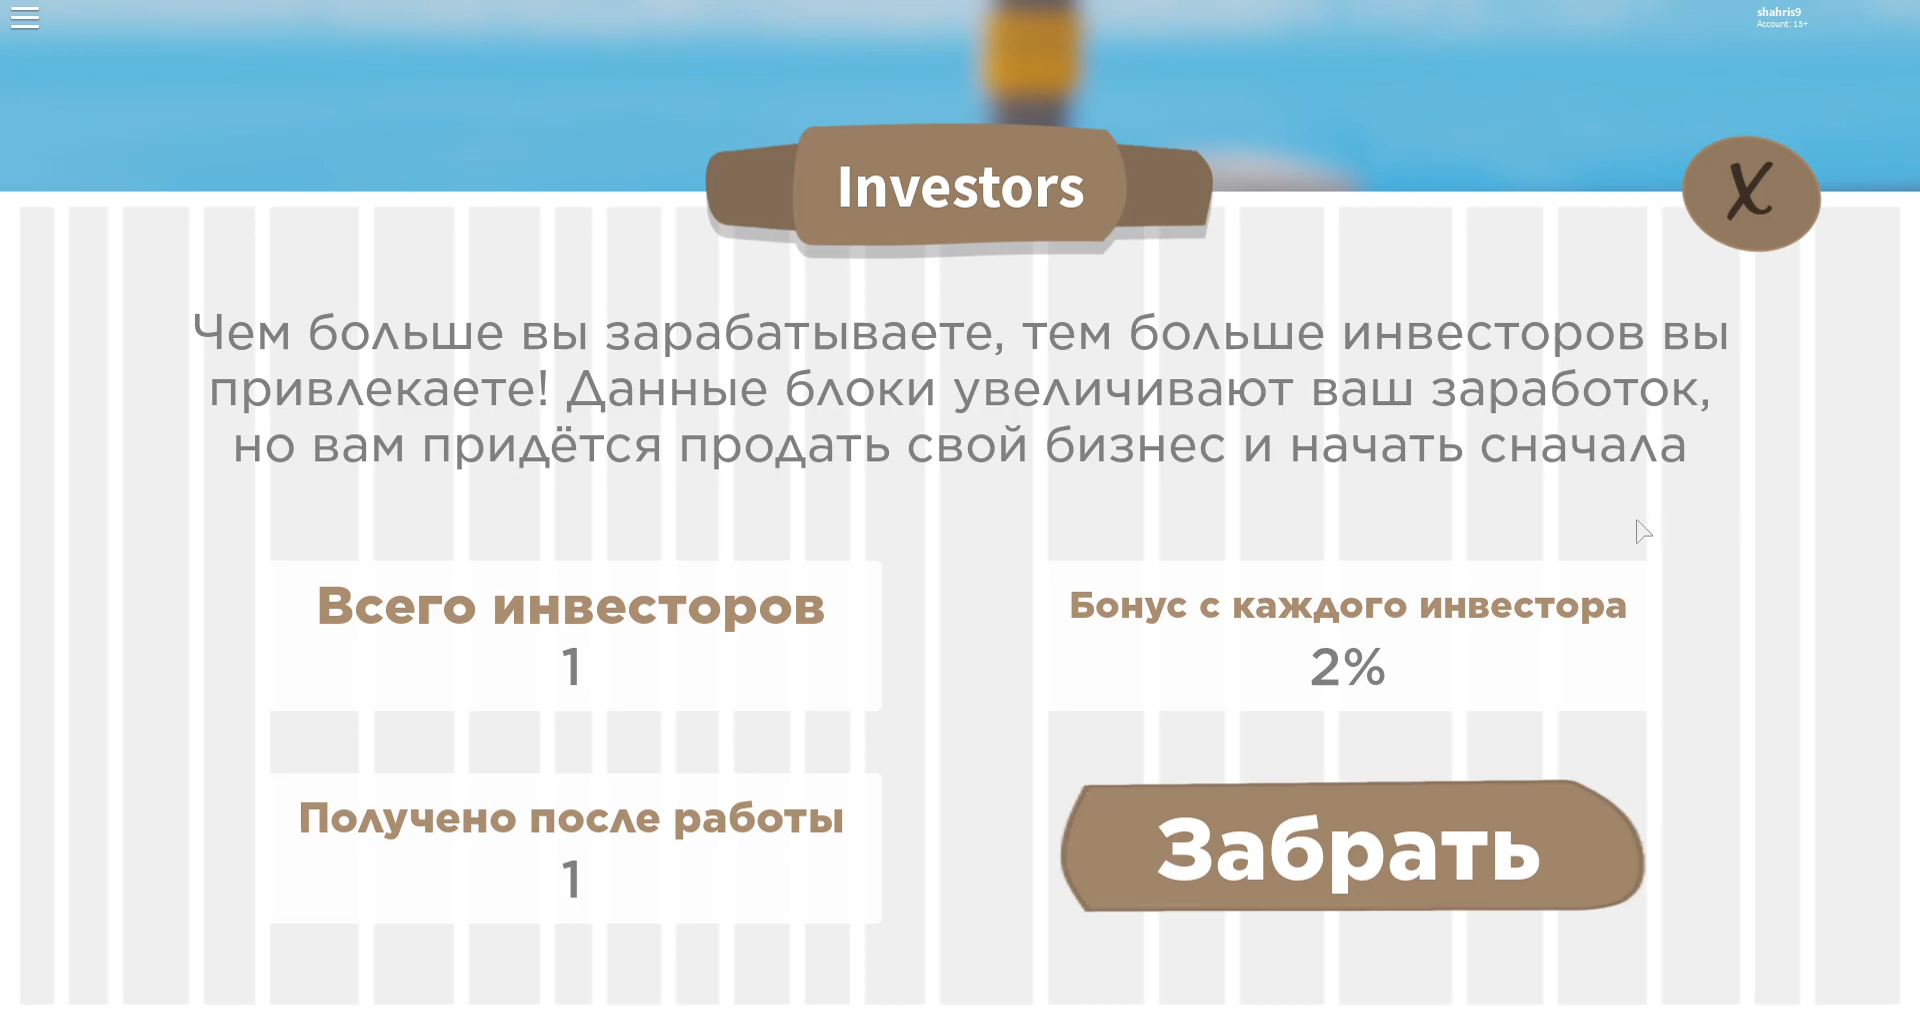 shahris9
Account: 13+
Investors
X
Чем больше вы зарабатываете, тем больше инвесторов вы
привлекаете! Данные блоки увеличивают ваш заработок,
но вам придётся продать свой бизнес и начать сначала
Всего инвесторов
1
Бонус с каждого инвестора
2%
Получено после работы
1
Забрать